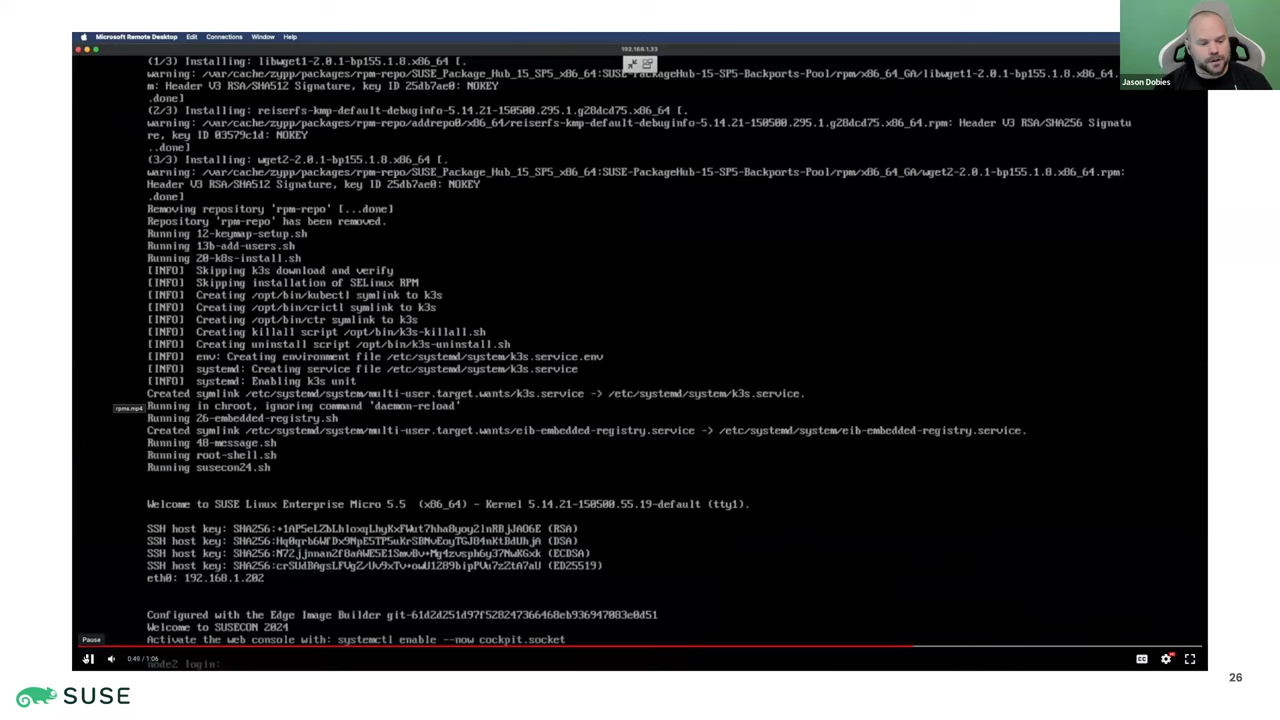 Microsoft Remote Desktop Edit Connections Window Help
192.168.1.33
Jason Dobies
(1/3) Installing: libwget1-2.0.1-bp155.1.8.x86_64 [.
warning: /var/cache/zypp/packages/rpm-repo/SUSE_Package_Hub_15_SP5_x86_64:SUSE-PackageHub-15-SP5-Backports-Pool/rpm/x86_64_GA/libwget1-2.0.1-bp155.1.8.x86_64.rp
m: Header V3 RSA/SHA512 Signature, key ID 25db7ae0: NOKEY
.done]
(2/3) Installing: reiserfs-kmp-default-debuginfo-5.14.21-150500.295.1.g28dcd75.x86_64 [.
warning: /var/cache/zypp/packages/rpm-repo/addrepo0/x86_64/reiserfs-kmp-default-debuginfo-5.14.21-150500.295.1.g28dcd75.x86_64.rpm: Header V3 RSA/SHA256 Signatu
re, key ID 03579c1d: NOKEY
..done]
(3/3) Installing: wget2-2.0.1-bp155.1.8.x86_64 [.
warning: /var/cache/zypp/packages/rpm-repo/SUSE_Package_Hub_15_SP5_x86_64:SUSE-PackageHub-15-SP5-Backports-Pool/rpm/x86_64_GA/wget2-2.0.1-bp155.1.8.x86_64.rpm:
Header V3 RSA/SHA512 Signature, key ID 25db7ae0: NOKEY
.done]
Removing repository 'rpm-repo' [...done]
Repository 'rpm-repo' has been removed.
Running 12-keymap-setup.sh
Running 13b-add-users.sh
Running 20-k8s-install.sh
[INFO] Skipping k3s download and verify
[INFO] Skipping installation of SELinux RPM
[INFO] Creating /opt/bin/kubectl symlink to k3s
[INFO] Creating /opt/bin/crictl symlink to k3s
[INFO] Creating /opt/bin/ctr symlink to k3s
[INFO] Creating killall script /opt/bin/k3s-killall.sh
[INFO] Creating uninstall script /opt/bin/k3s-uninstall.sh
[INFO] env: Creating environment file /etc/systemd/system/k3s.service.env
[INFO] systemd: Creating service file /etc/systemd/system/k3s.service
[INFO] systemd: Enabling k3s unit
Created symlink /etc/systemd/system/multi-user.target.wants/k3s.service -> /etc/systemd/system/k3s.service.
rpms.mp4
Running in chroot, ignoring command 'daemon-reload'
Running 26-embedded-registry.sh
Created symlink /etc/systemd/system/multi-user.target.wants/eib-embedded-registry.service -> /etc/systemd/system/eib-embedded-registry.service.
Running 48-message.sh
Running root-shell.sh
Running susecon24.sh
Welcome to SUSE Linux Enterprise Micro 5.5 (x86_64) - Kernel 5.14.21-150500.55.19-default (tty1).
SSH host key: (RSA)
SSH host key: (DSA)
SSH host key: (ECDSA)
SSH host key: (ED25519)
eth0: 192.168.1.202
Configured with the Edge Image Builder git-61d2d251d97f528247366468eb936947083e0d51
Welcome to SUSECON 2024
Activate the web console with: systemctl enable --now cockpit.socket
Pause
0:49 / 1:06
node2 login:
CC
26
SUSE